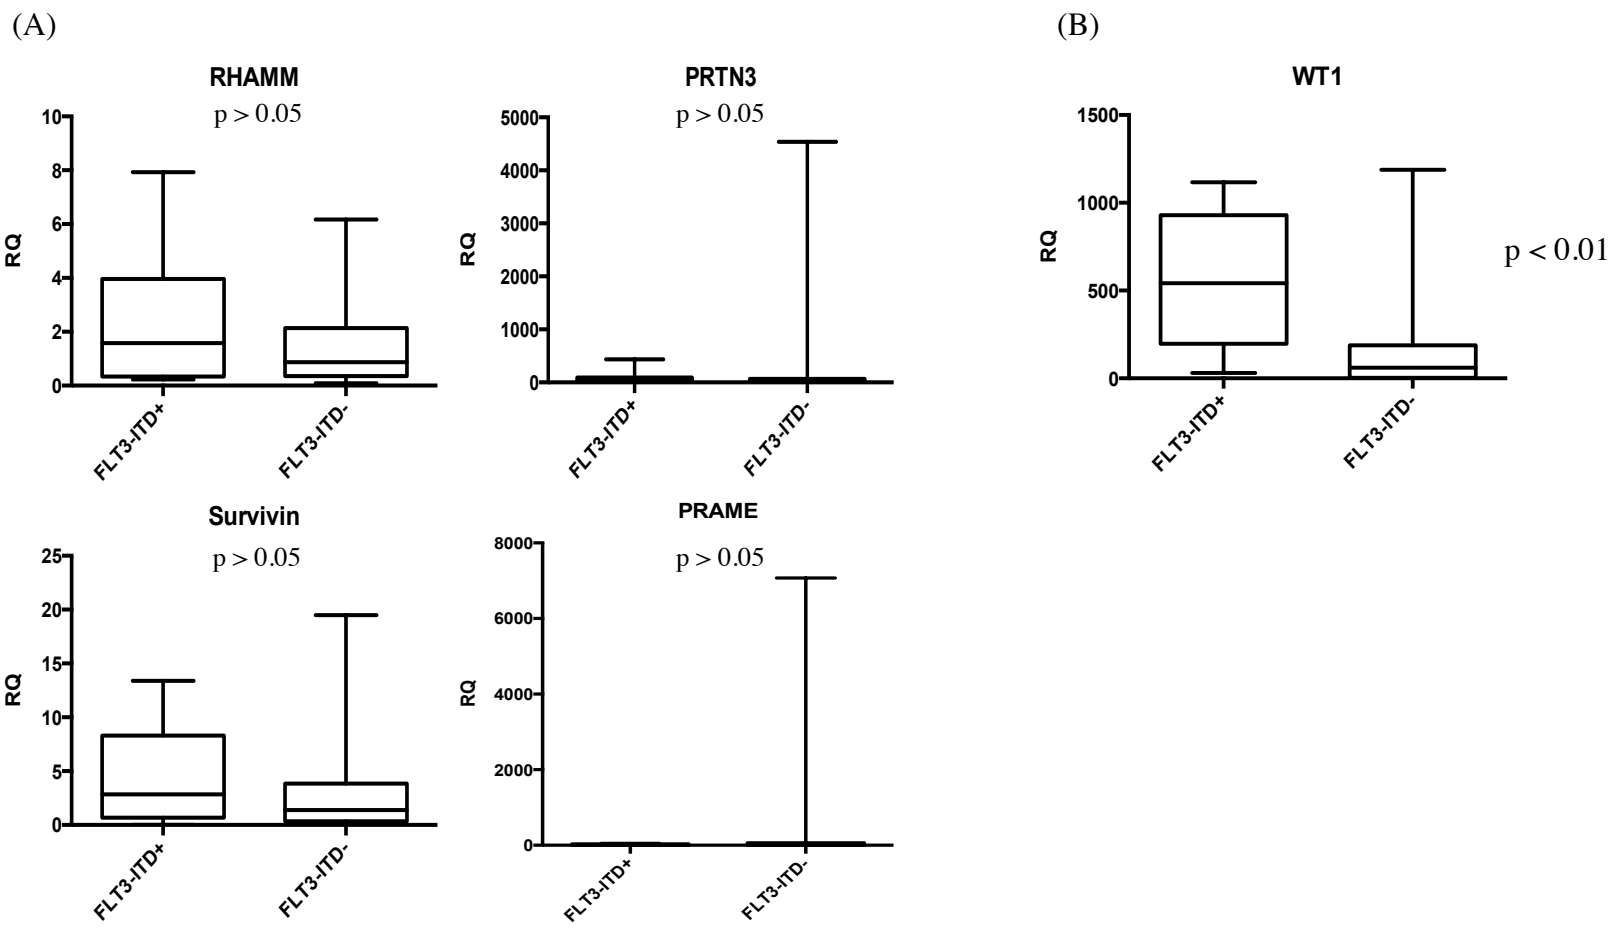 (A)
RHAMM
p > 0.05
10
8
6
4
2
0
RQ
FLT3-ITD+
FLT3-ITD-
PRTN3
p > 0.05
5000
4000
3000
2000
1000
0
RQ
FLT3-ITD+
FLT3-ITD-
Survivin
p > 0.05
25
20
15
10
5
0
RQ
FLT3-ITD+
FLT3-ITD-
PRAME
p > 0.05
8000
6000
4000
2000
0
RQ
FLT3-ITD+
FLT3-ITD-
(B)
WT1
1500
1000
500
0
RQ
p < 0.01
FLT3-ITD+
FLT3-ITD-